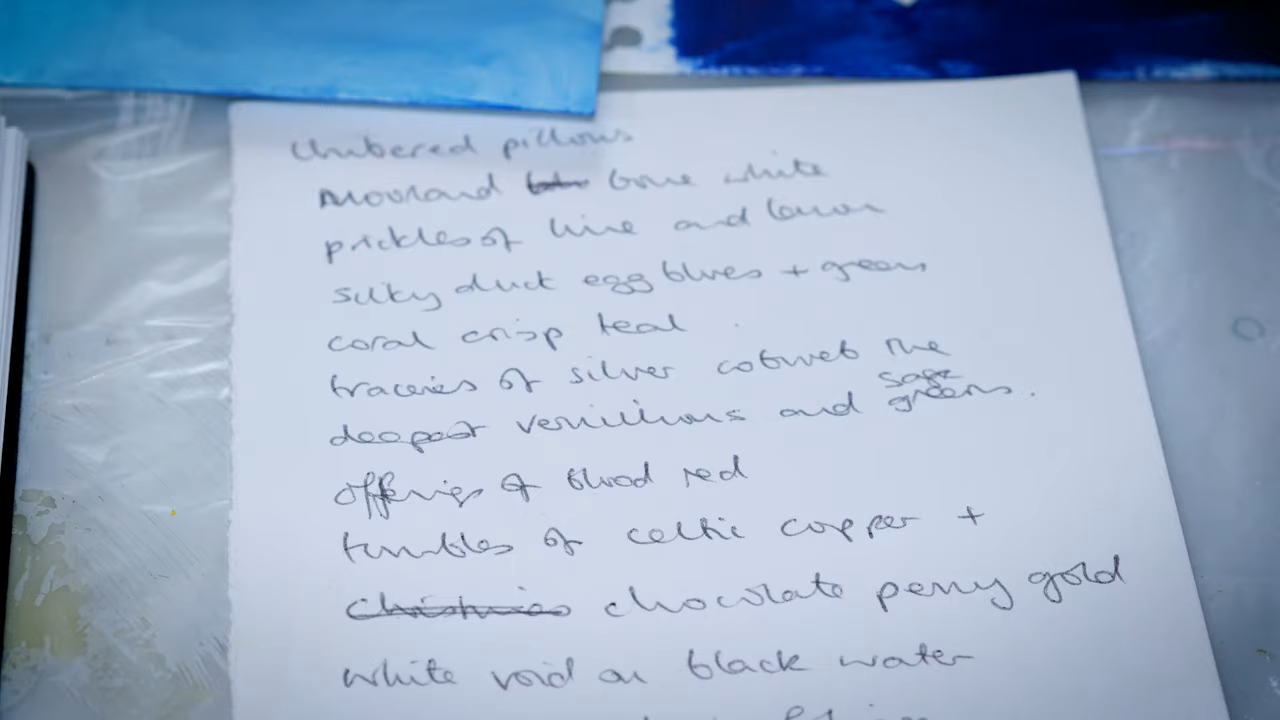 Umbered pillows
Moorland bone white
prickles of lime and lemon
silky duck egg blues + greens
coral crisp teal
traceries of silver cobweb the
deepest vermillions and sage greens.
offerings of blood red
tumbles of celtic copper +
Christmas chocolate penny gold
white void on black water